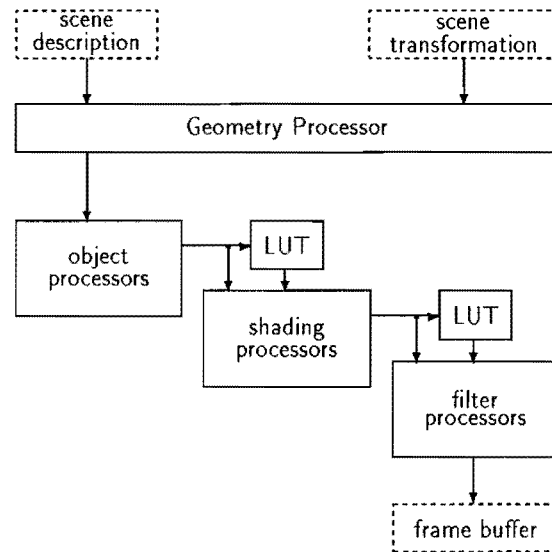 scene
description
scene
transformation
Geometry Processor
object
processors
LUT
shading
processors
LUT
filter
processors
frame buffer